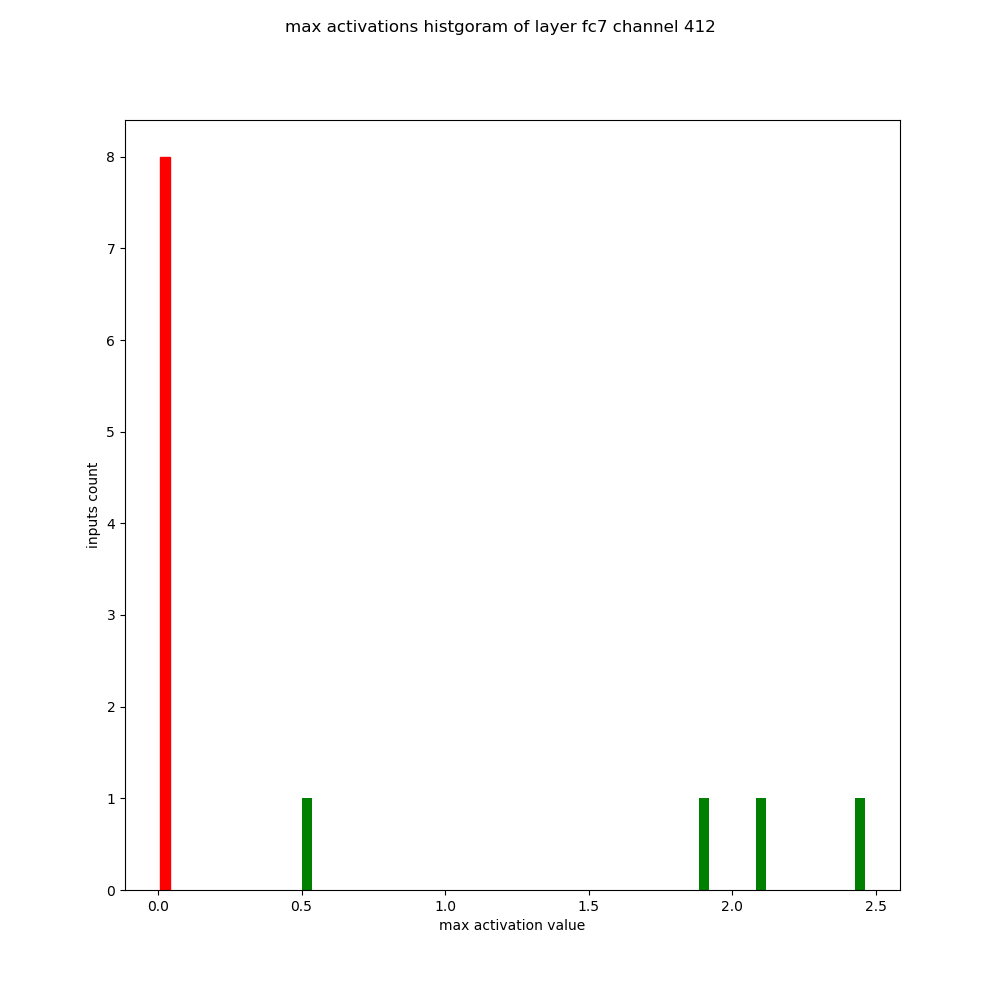 max activations histgoram of layer fc7 channel 412
8
7
6
5
4
3
2
1
0
inputs count
0.0 0.5 1.0 1.5 2.0 2.5
max activation value